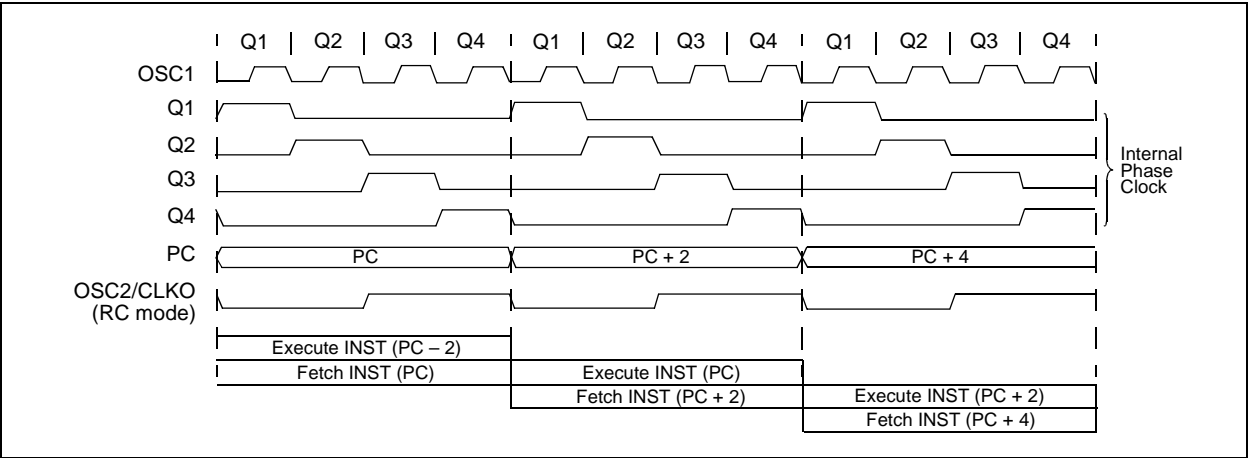 Q1 Q2 Q3 Q4 Q1 Q2 Q3 Q4 Q1 Q2 Q3 Q4
OSC1
Q1
Q2
Q3
Q4
Internal
Phase
Clock
PC PC PC + 2 PC + 4
OSC2/CLKO
(RC mode)
Execute INST (PC – 2)
Fetch INST (PC) Execute INST (PC)
Fetch INST (PC + 2) Execute INST (PC + 2)
Fetch INST (PC + 4)